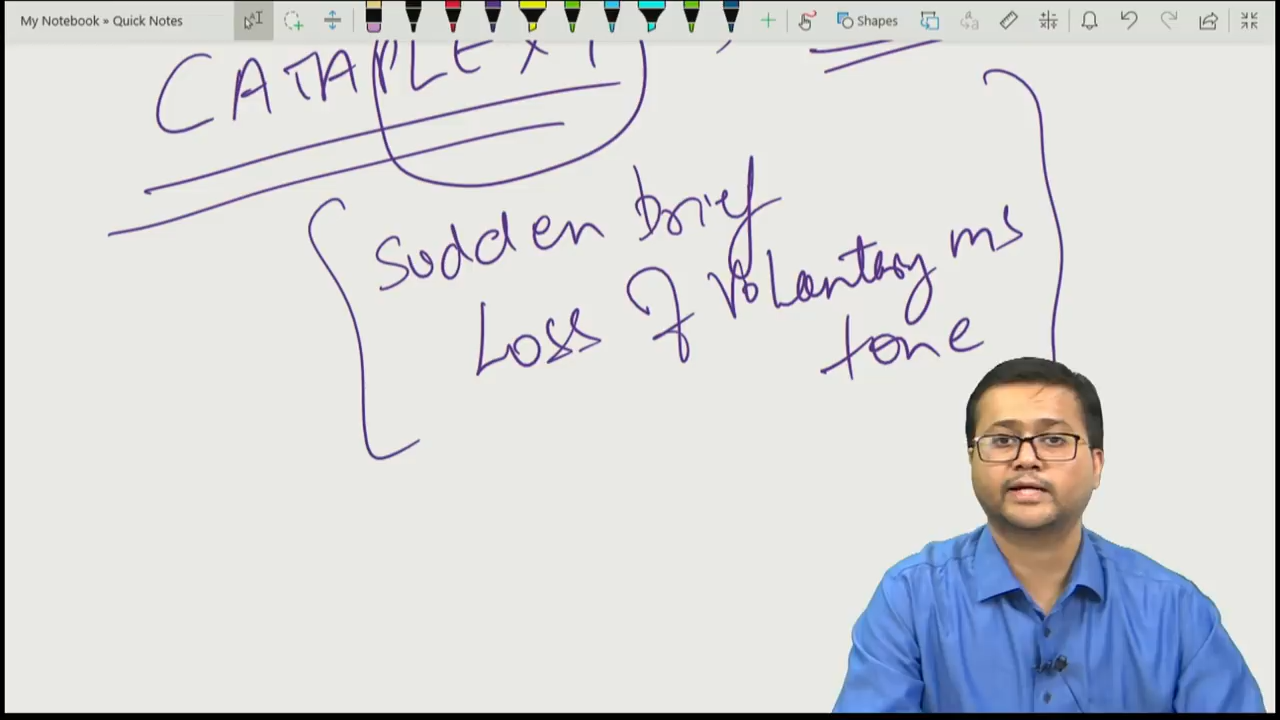 My Notebook » Quick Notes
Shapes
CATAPLEXY,
Sudden brief
Loss of voluntary ms
tone